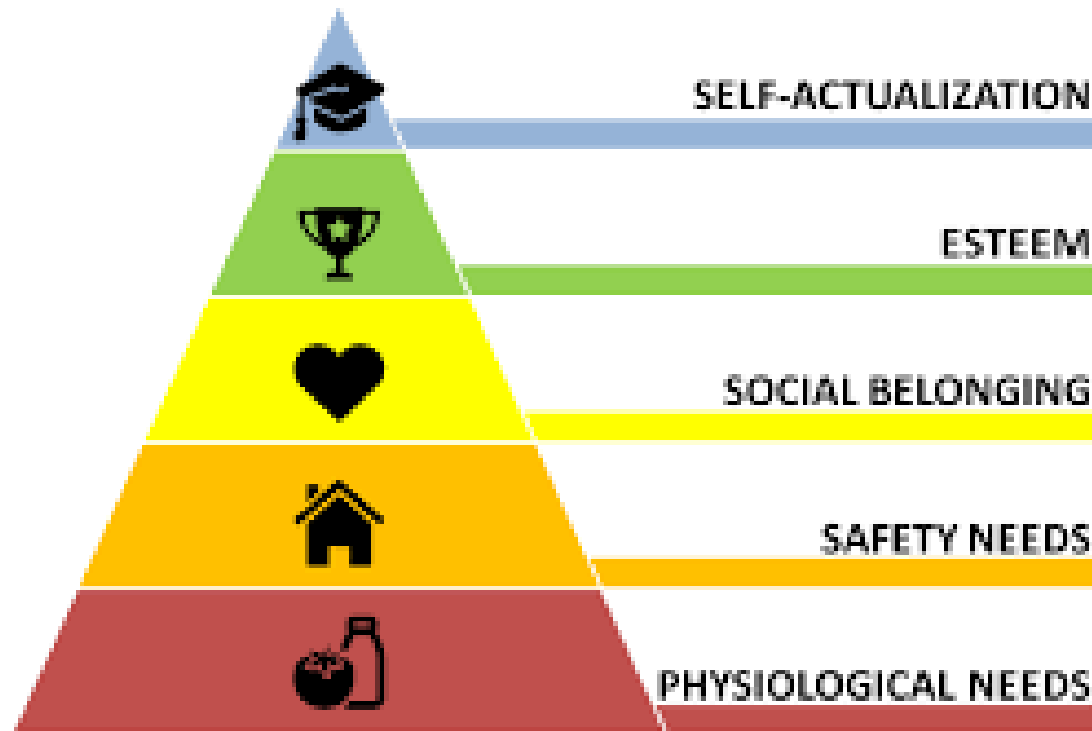 SELF-ACTUALIZATION
ESTEEM
SOCIAL BELONGING
SAFETY NEEDS
PHYSIOLOGICAL NEEDS